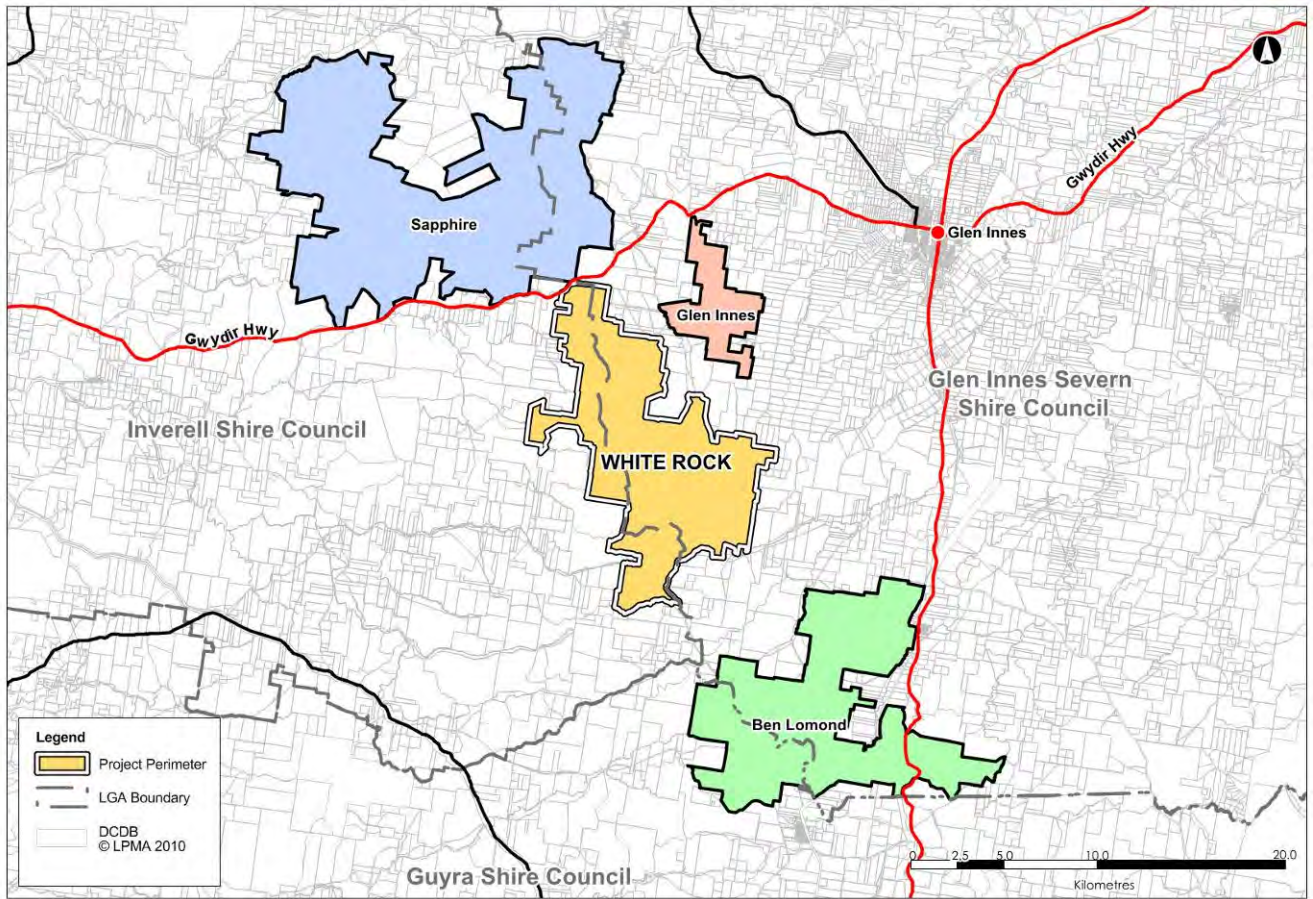 Gwydir Hwy
Sapphire
Glen Innes
Glen Innes
Gwydir Hwy
Glen Innes Severn
Shire Council
Inverell Shire Council
WHITE ROCK
Ben Lomond
Legend
Project Perimeter
LGA Boundary
DCDB
© LPMA 2010
Guyra Shire Council
0 2.5 5.0 10.0 20.0
Kilometres